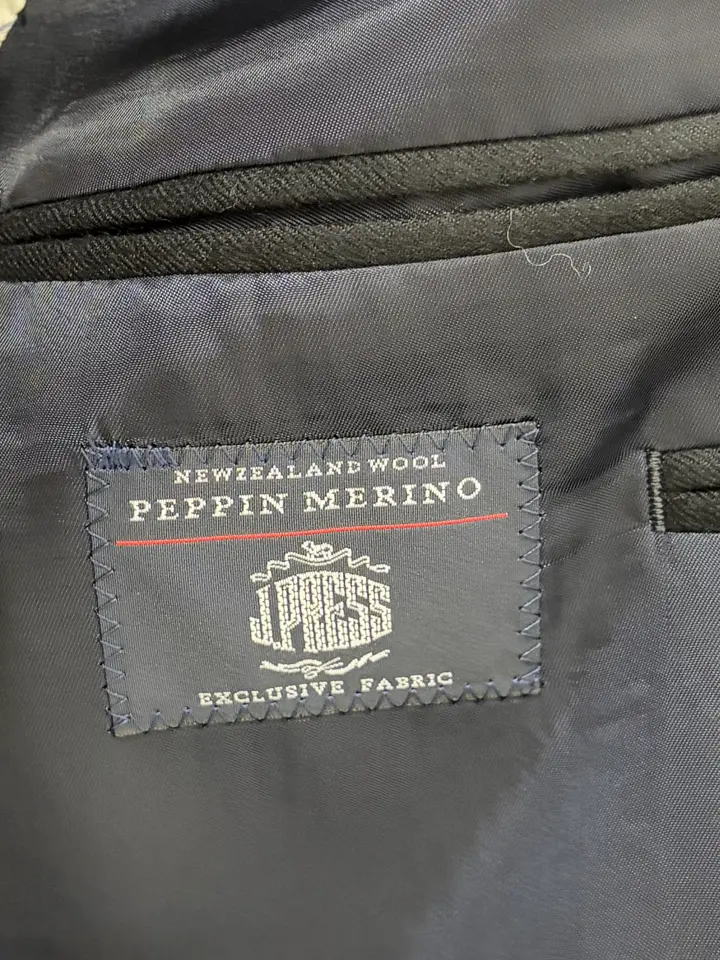 NEWZEALAND WOOL
PEPPIN MERINO
J.PRESS
EXCLUSIVE FABRIC